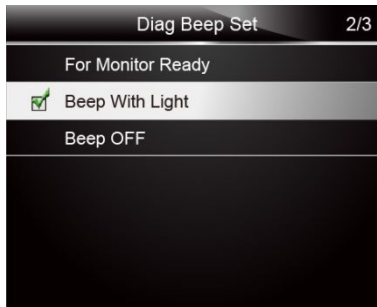 Diag Beep Set 2/3
For Monitor Ready
Beep With Light
Beep OFF